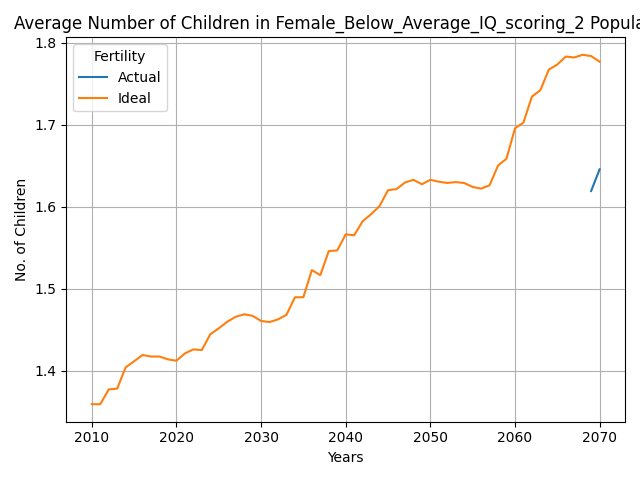 Average Number of Children in Female_Below_Average_IQ_scoring_2 Popula
Fertility
Actual
Ideal
1.8
1.7
1.6
1.5
1.4
No. of Children
2010 2020 2030 2040 2050 2060 2070
Years